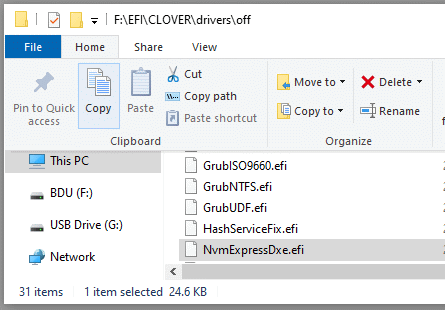 F:\EFI\CLOVER\drivers\off
File Home Share View
Pin to Quick access
Copy
Paste
Cut
Copy path
Paste shortcut
Clipboard
Move to
Copy to
Delete
Rename
Organize
This PC
BDU (F:)
USB Drive (G:)
Network
GrubISO9660.efi
GrubNTFS.efi
GrubUDF.efi
HashServiceFix.efi
NvmExpressDxe.efi
31 items 1 item selected 24.6 KB